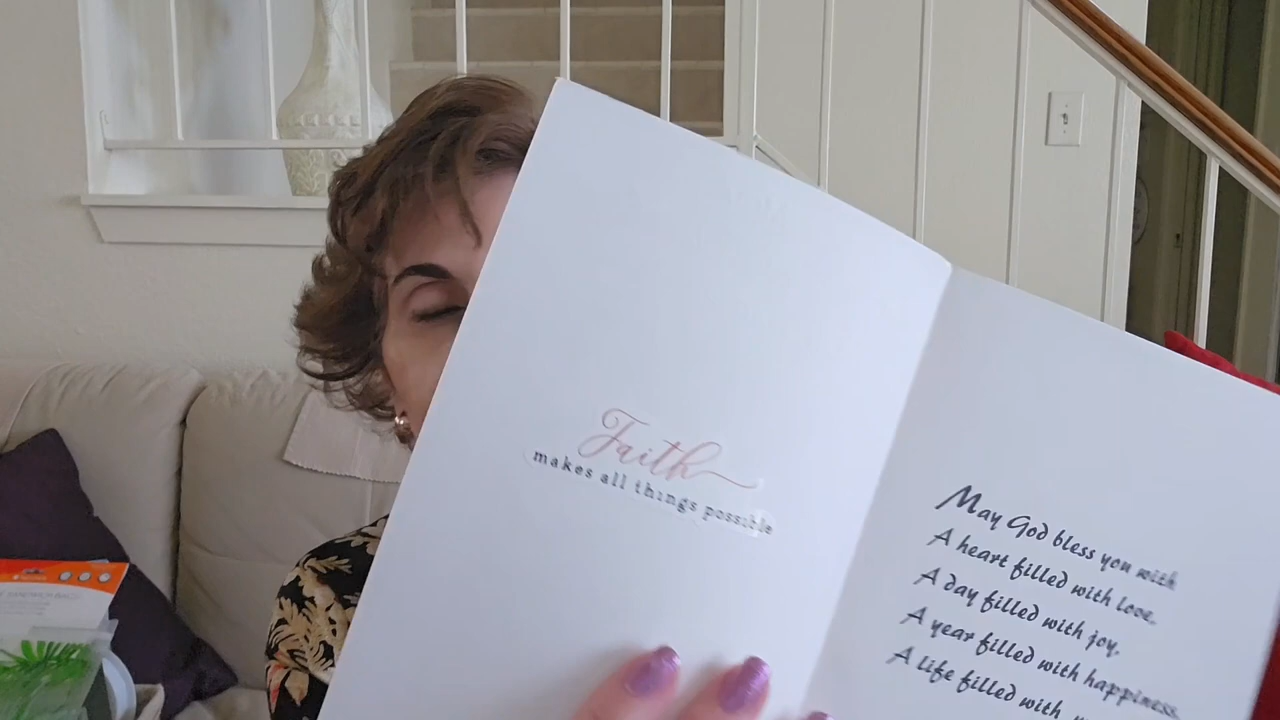 Faith
makes all things possible
May God bless you with
A heart filled with love,
A day filled with joy,
A year filled with happiness,
A life filled with